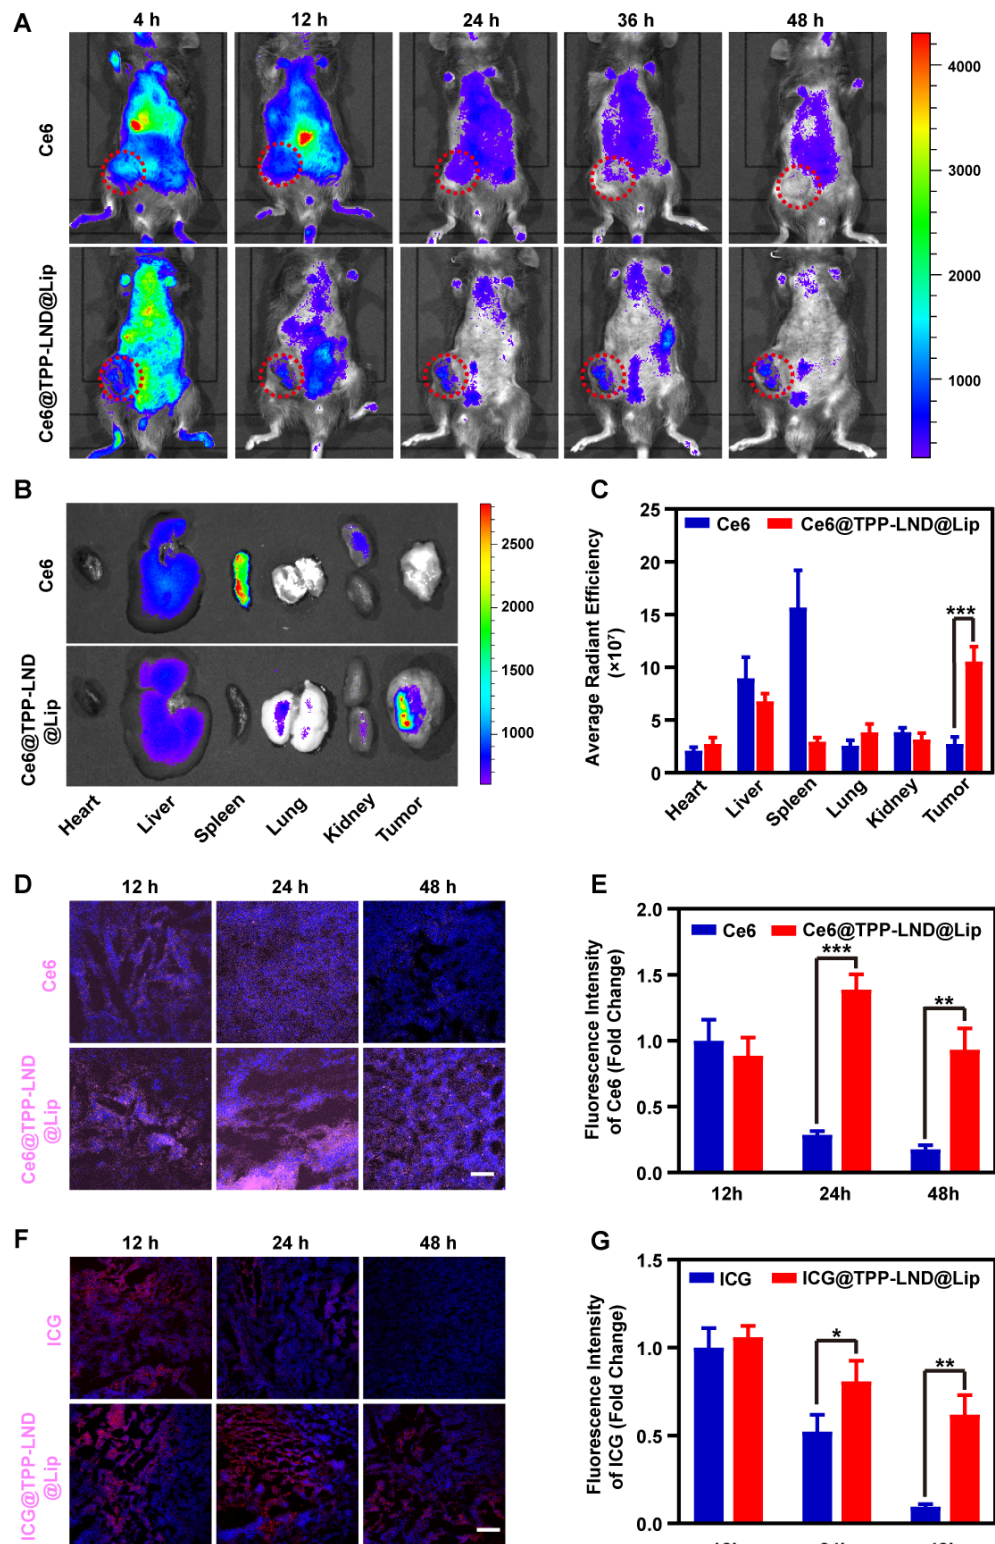 A
4 h
12 h
24 h
36 h
48 h
Ce6
Ce6@TPP-LND@Lip
4000
3000
2000
1000
B
Ce6
Ce6@TPP-LND
@Lip
2500
2000
1500
1000
Heart
Liver
Spleen
Lung
Kidney
Tumor
C
Ce6
Ce6@TPP-LND@Lip
Average Radiant Efficiency
(×10⁷)
25
20
15
10
5
0
***
Heart
Liver
Spleen
Lung
Kidney
Tumor
D
12 h
24 h
48 h
Ce6
Ce6@TPP-LND
@Lip
E
Ce6
Ce6@TPP-LND@Lip
Fluorescence Intensity
of Ce6 (Fold Change)
2.0
1.5
1.0
0.5
0.0
***
**
12h
24h
48h
F
12 h
24 h
48 h
ICG
ICG@TPP-LND
@Lip
G
ICG
ICG@TPP-LND@Lip
Fluorescence Intensity
of ICG (Fold Change)
1.5
1.0
0.5
0.0
*
**